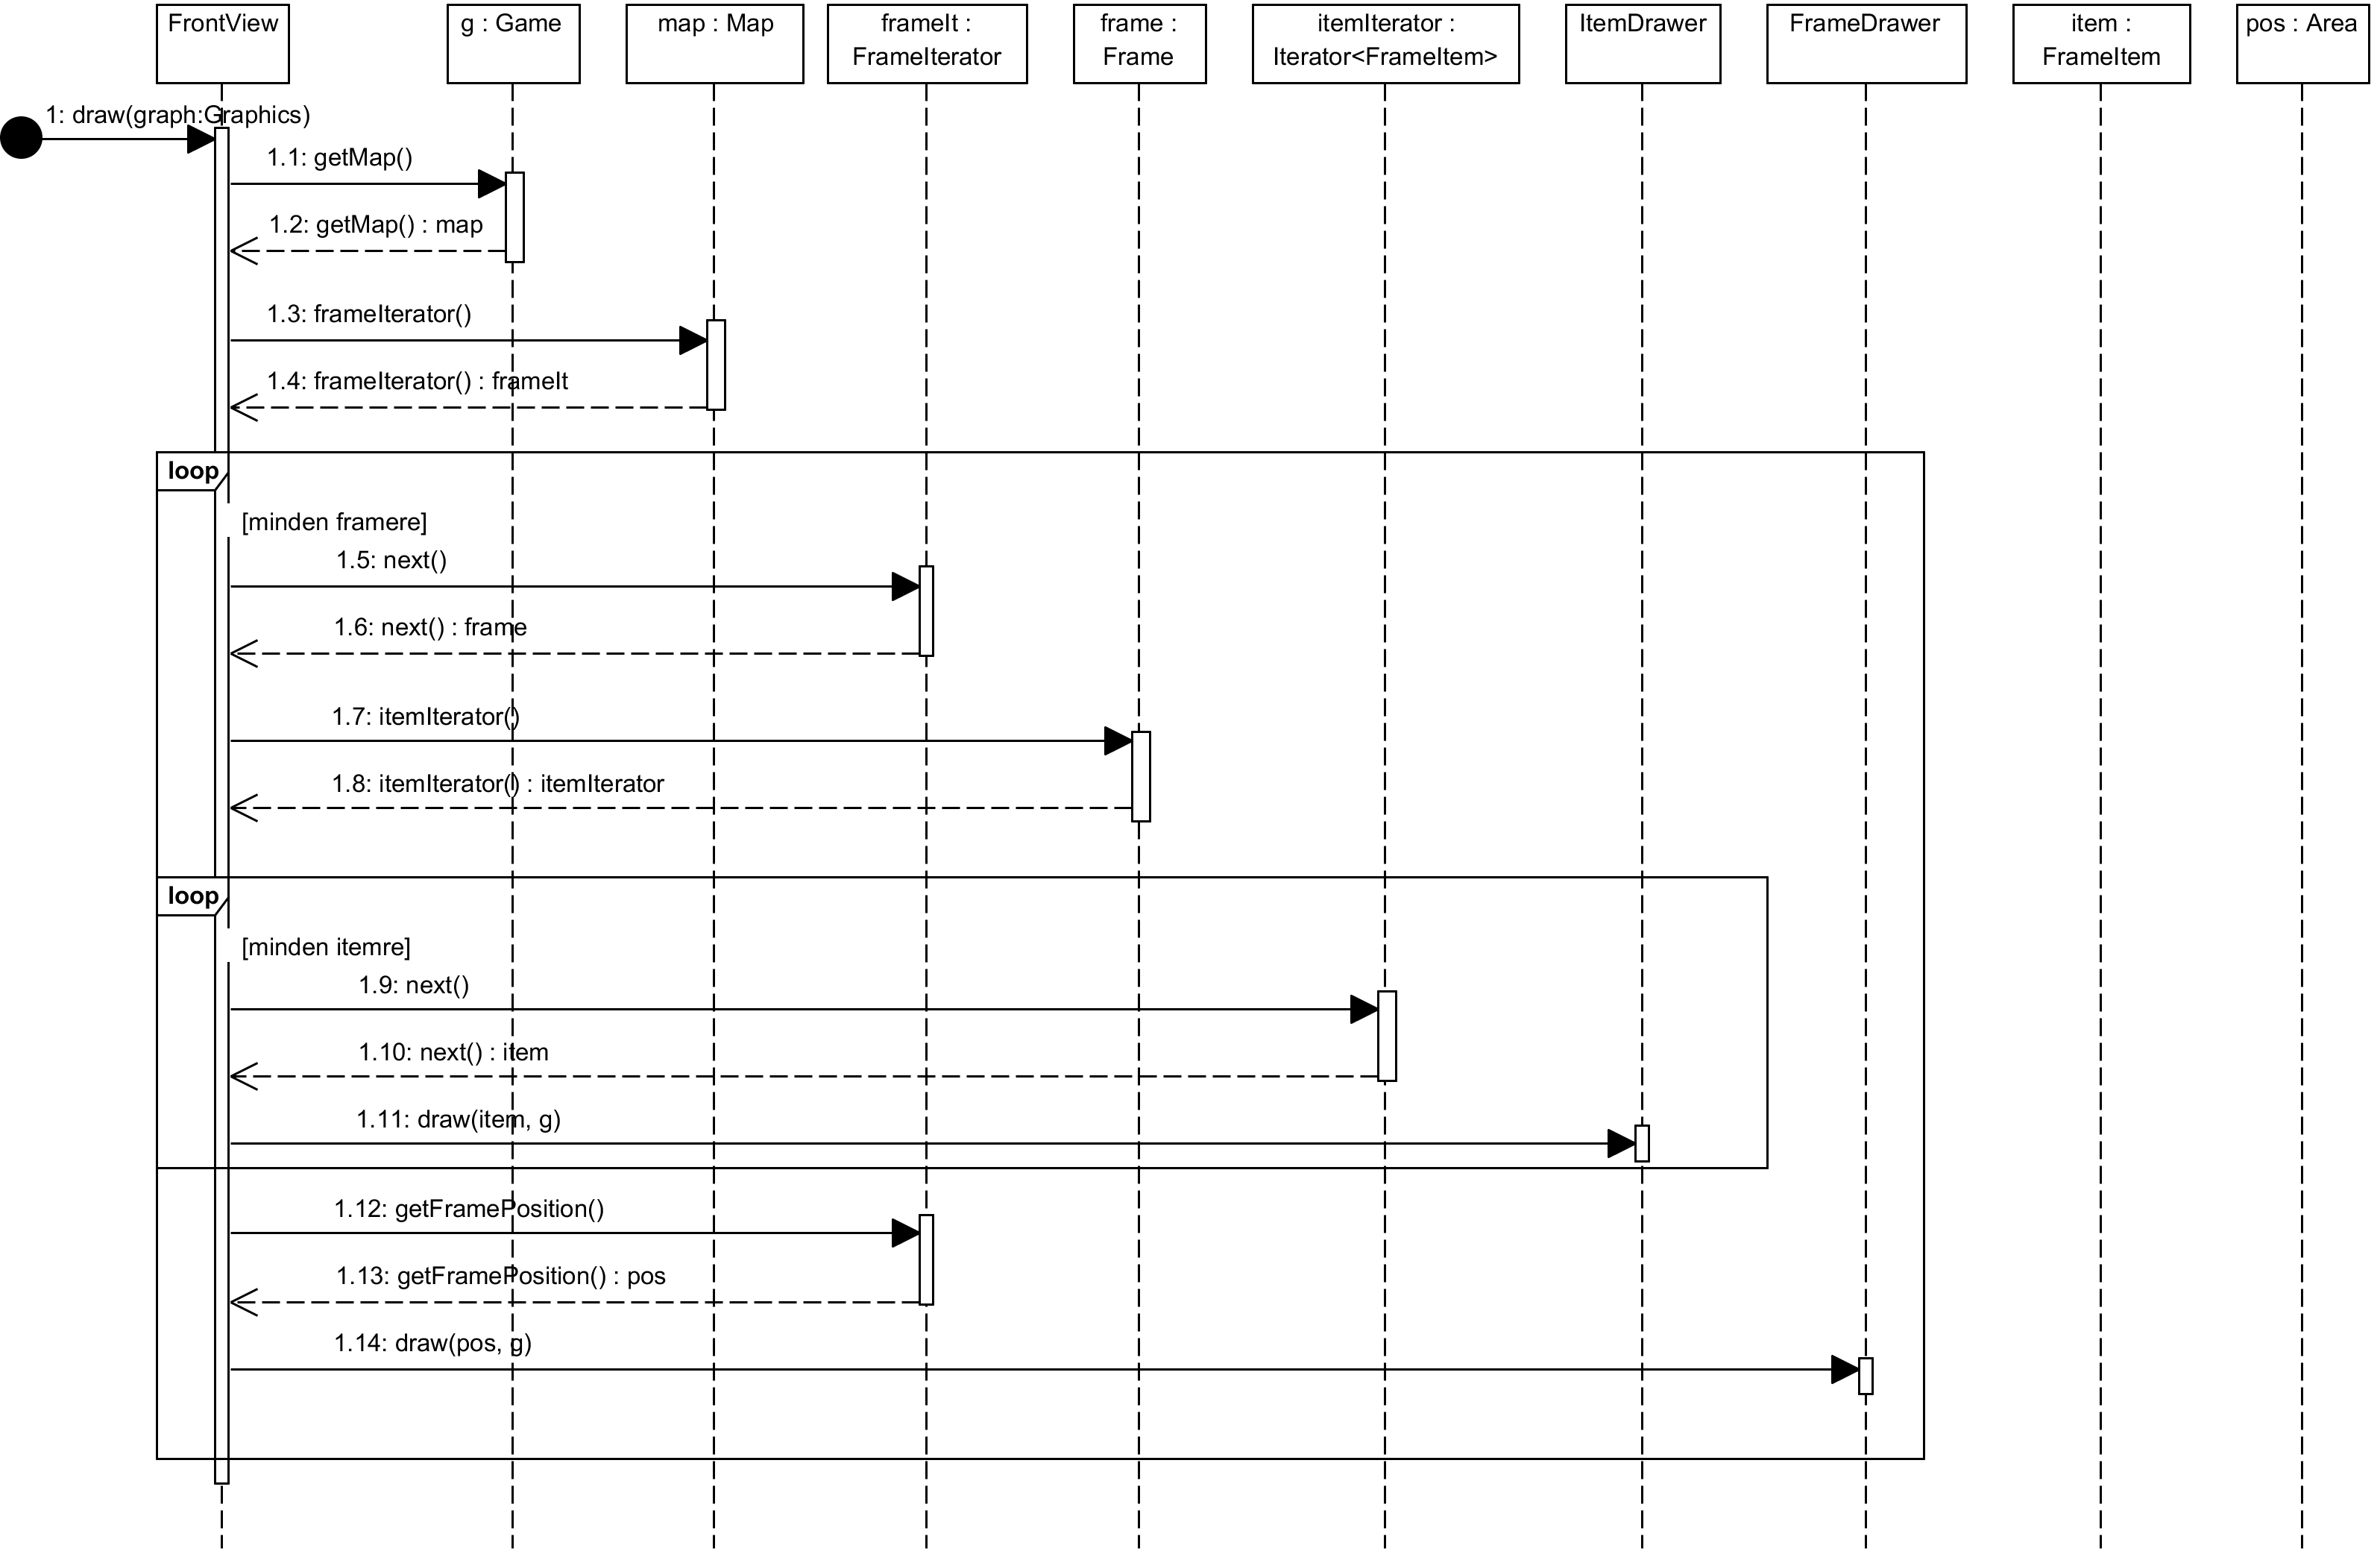 FrontView
g : Game
map : Map
frameIt :
FrameIterator
frame :
Frame
itemIterator :
Iterator<FrameItem>
ItemDrawer
FrameDrawer
item :
FrameItem
pos : Area
1: draw(graph:Graphics)
1.1: getMap()
1.2: getMap() : map
1.3: frameIterator()
1.4: frameIterator() : frameIt
loop
[minden framere]
1.5: next()
1.6: next() : frame
1.7: itemIterator()
1.8: itemIterator() : itemIterator
loop
[minden itemre]
1.9: next()
1.10: next() : item
1.11: draw(item, g)
1.12: getFramePosition()
1.13: getFramePosition() : pos
1.14: draw(pos, g)